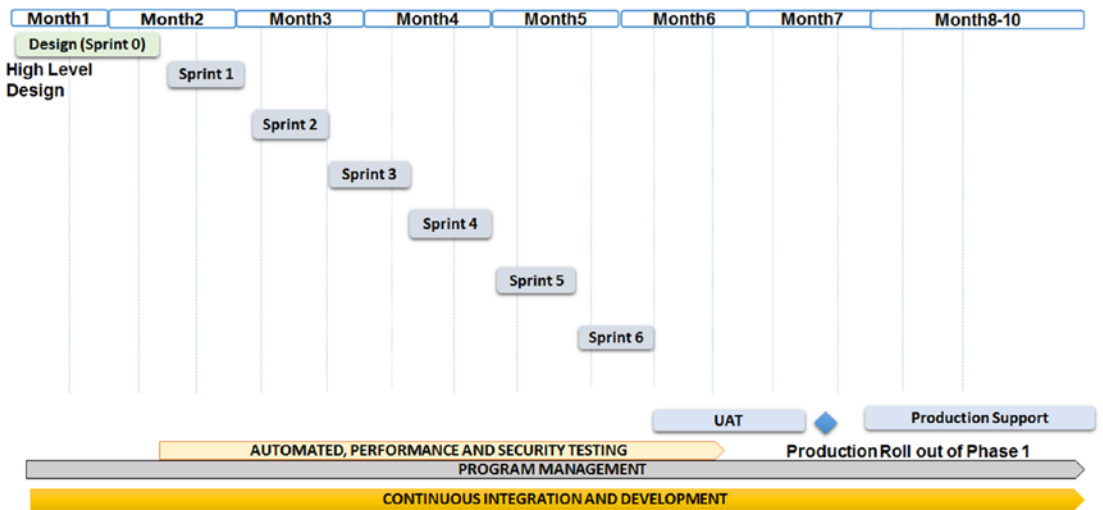 Month1 Month2 Month3 Month4 Month5 Month6 Month7 Month8-10
Design (Sprint 0)
High Level
Design
Sprint 1
Sprint 2
Sprint 3
Sprint 4
Sprint 5
Sprint 6
UAT
Production Support
AUTOMATED, PERFORMANCE AND SECURITY TESTING
Production Roll out of Phase 1
PROGRAM MANAGEMENT
CONTINUOUS INTEGRATION AND DEVELOPMENT